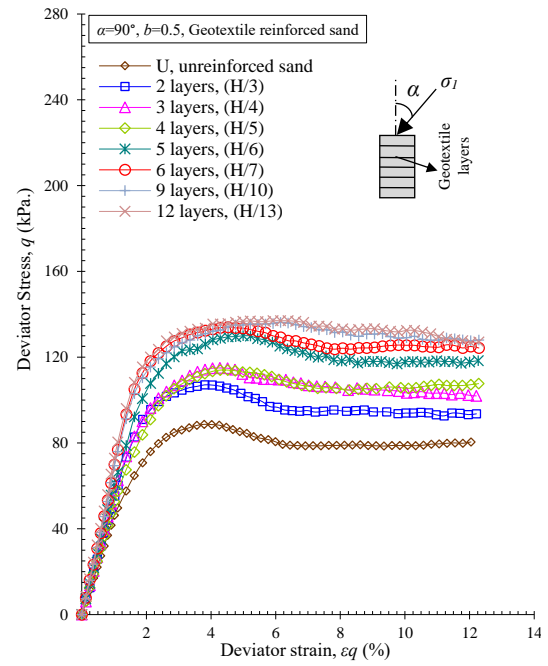 α=90°, b=0.5, Geotextile reinforced sand
U, unreinforced sand
2 layers, (H/3)
3 layers, (H/4)
4 layers, (H/5)
5 layers, (H/6)
6 layers, (H/7)
9 layers, (H/10)
12 layers, (H/13)
α
σ1
Geotextile
layers
Deviator Stress, q (kPa.)
280
240
200
160
120
80
40
0
0 2 4 6 8 10 12 14
Deviator strain, εq (%)